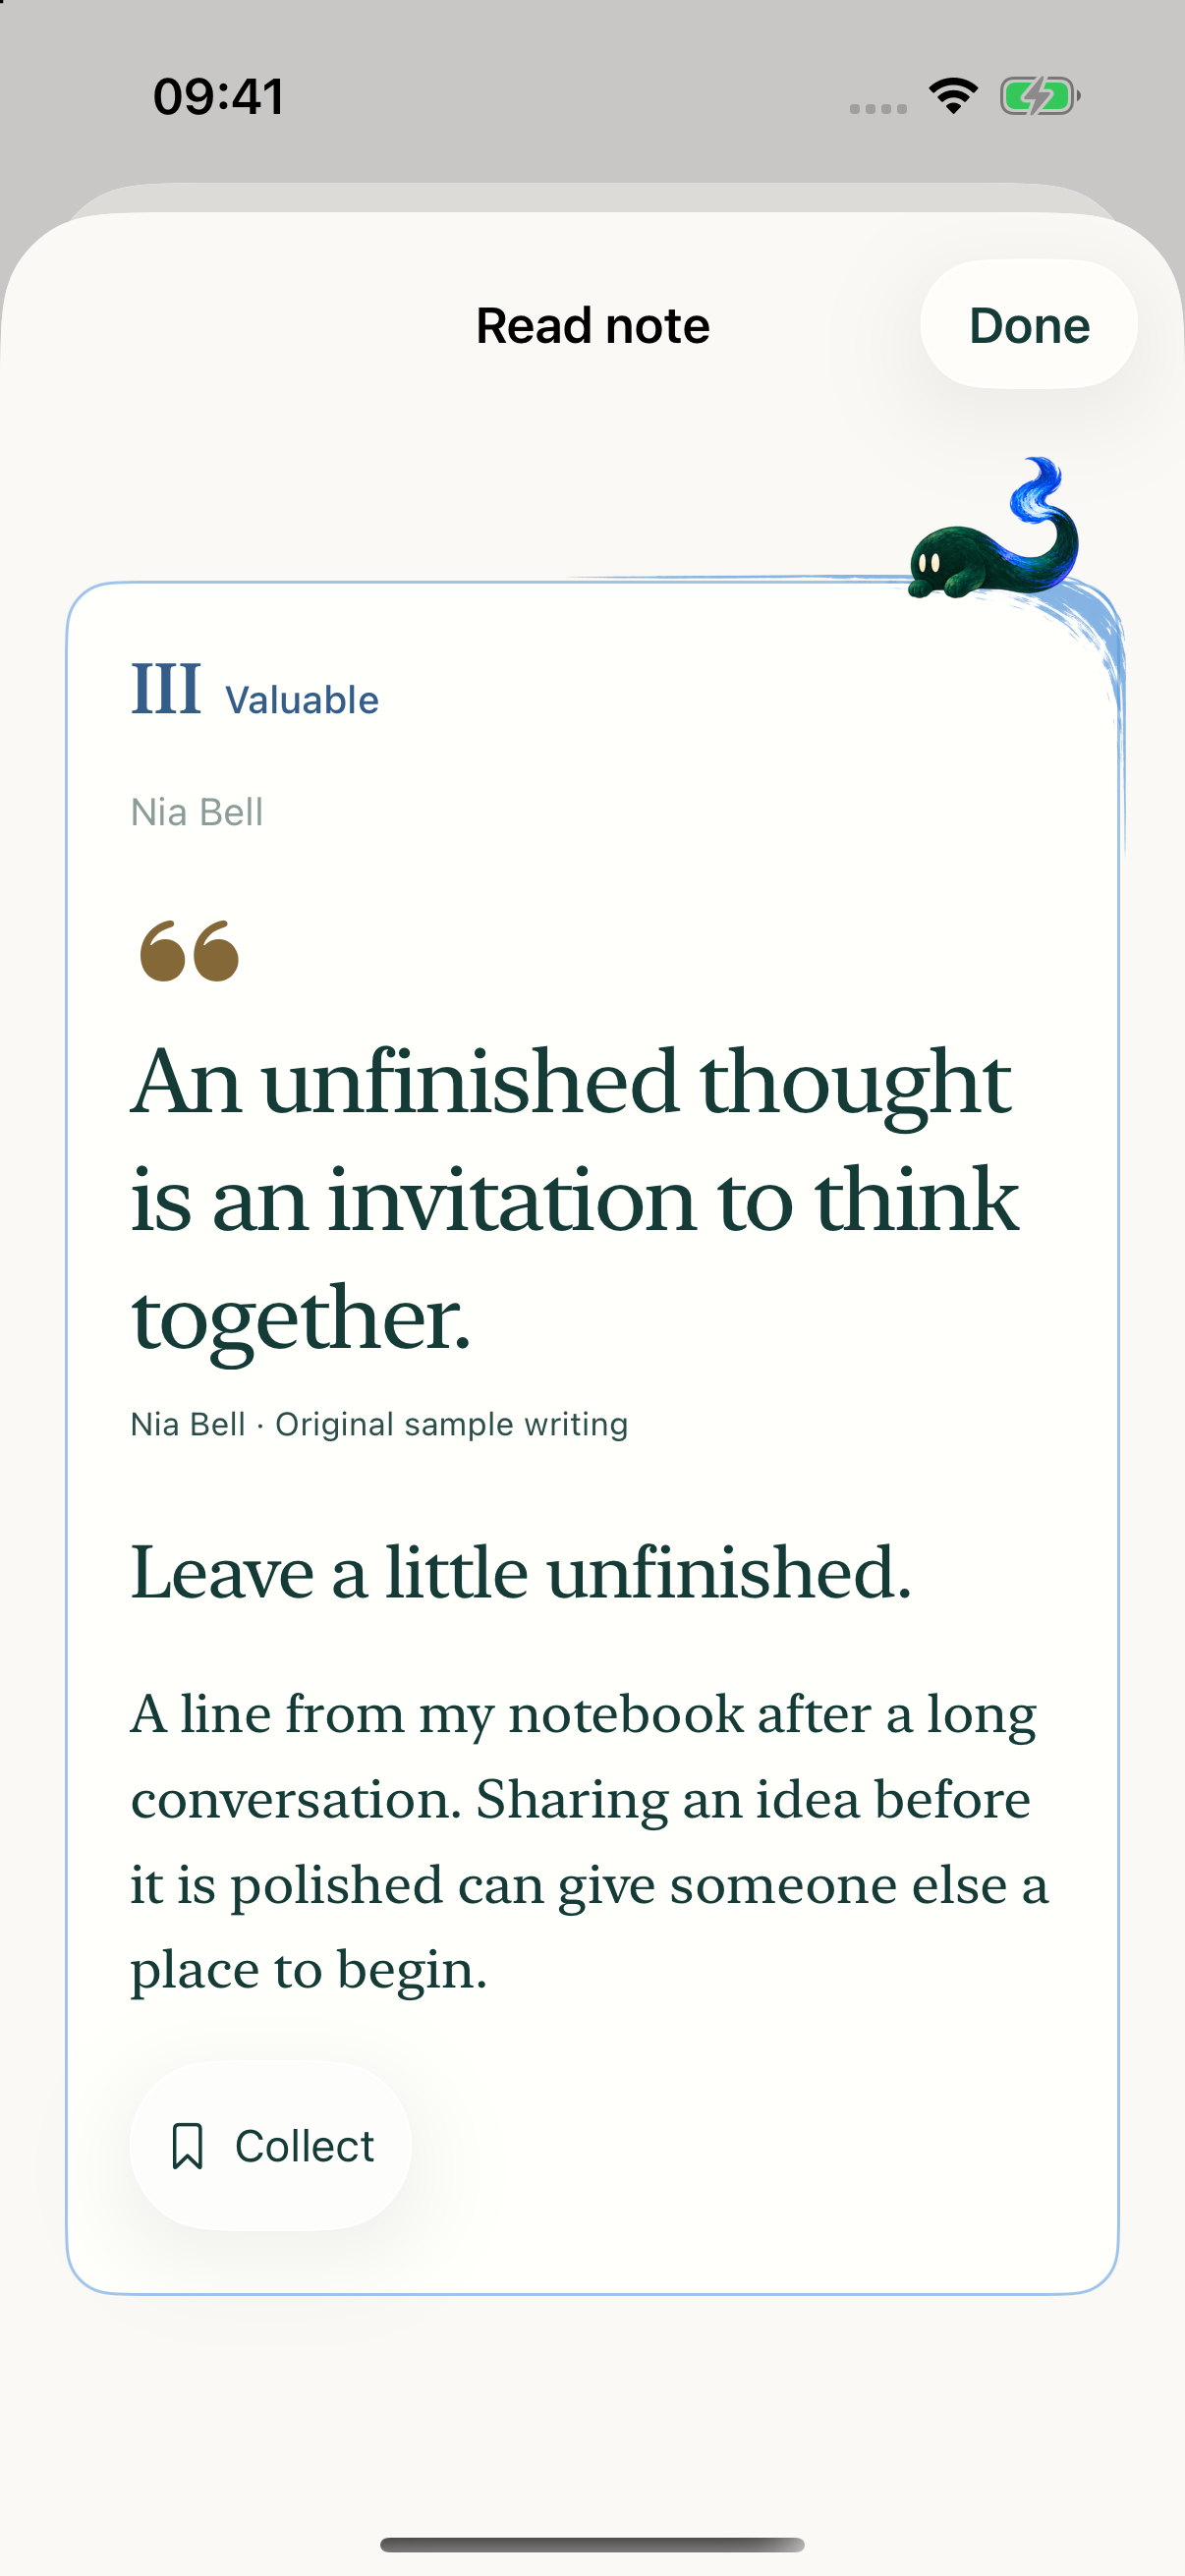 09:41
Read note
Done
III Valuable
Nia Bell
“
An unfinished thought
is an invitation to think
together.
Nia Bell · Original sample writing
Leave a little unfinished.
A line from my notebook after a long
conversation. Sharing an idea before
it is polished can give someone else a
place to begin.
Collect